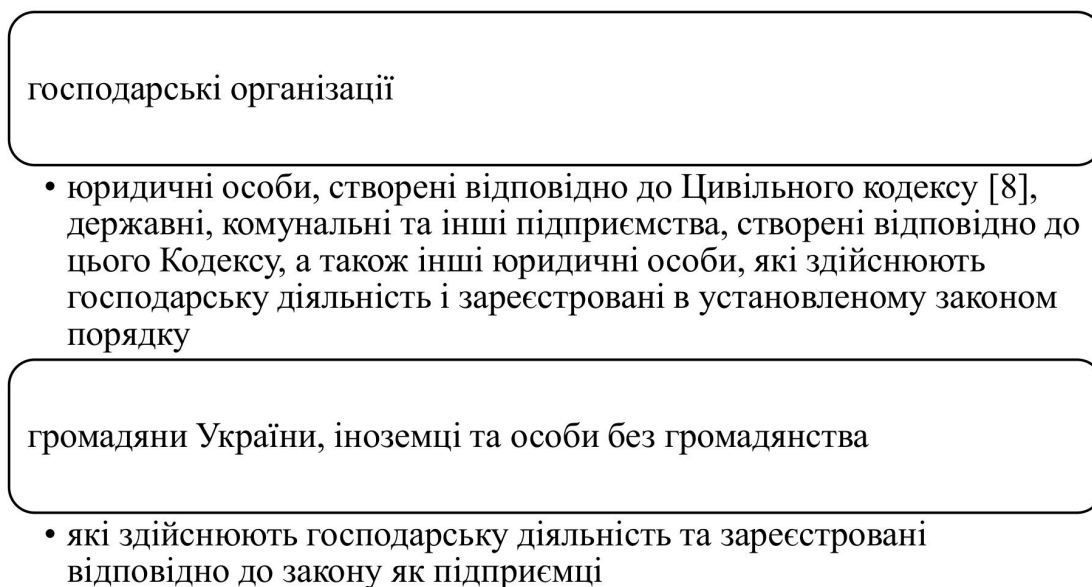 господарські організації
• юридичні особи, створені відповідно до Цивільного кодексу [8],
державні, комунальні та інші підприємства, створені відповідно до
цього Кодексу, а також інші юридичні особи, які здійснюють
господарську діяльність і зареєстровані в установленому законом
порядку
громадяни України, іноземці та особи без громадянства
• які здійснюють господарську діяльність та зареєстровані
відповідно до закону як підприємці